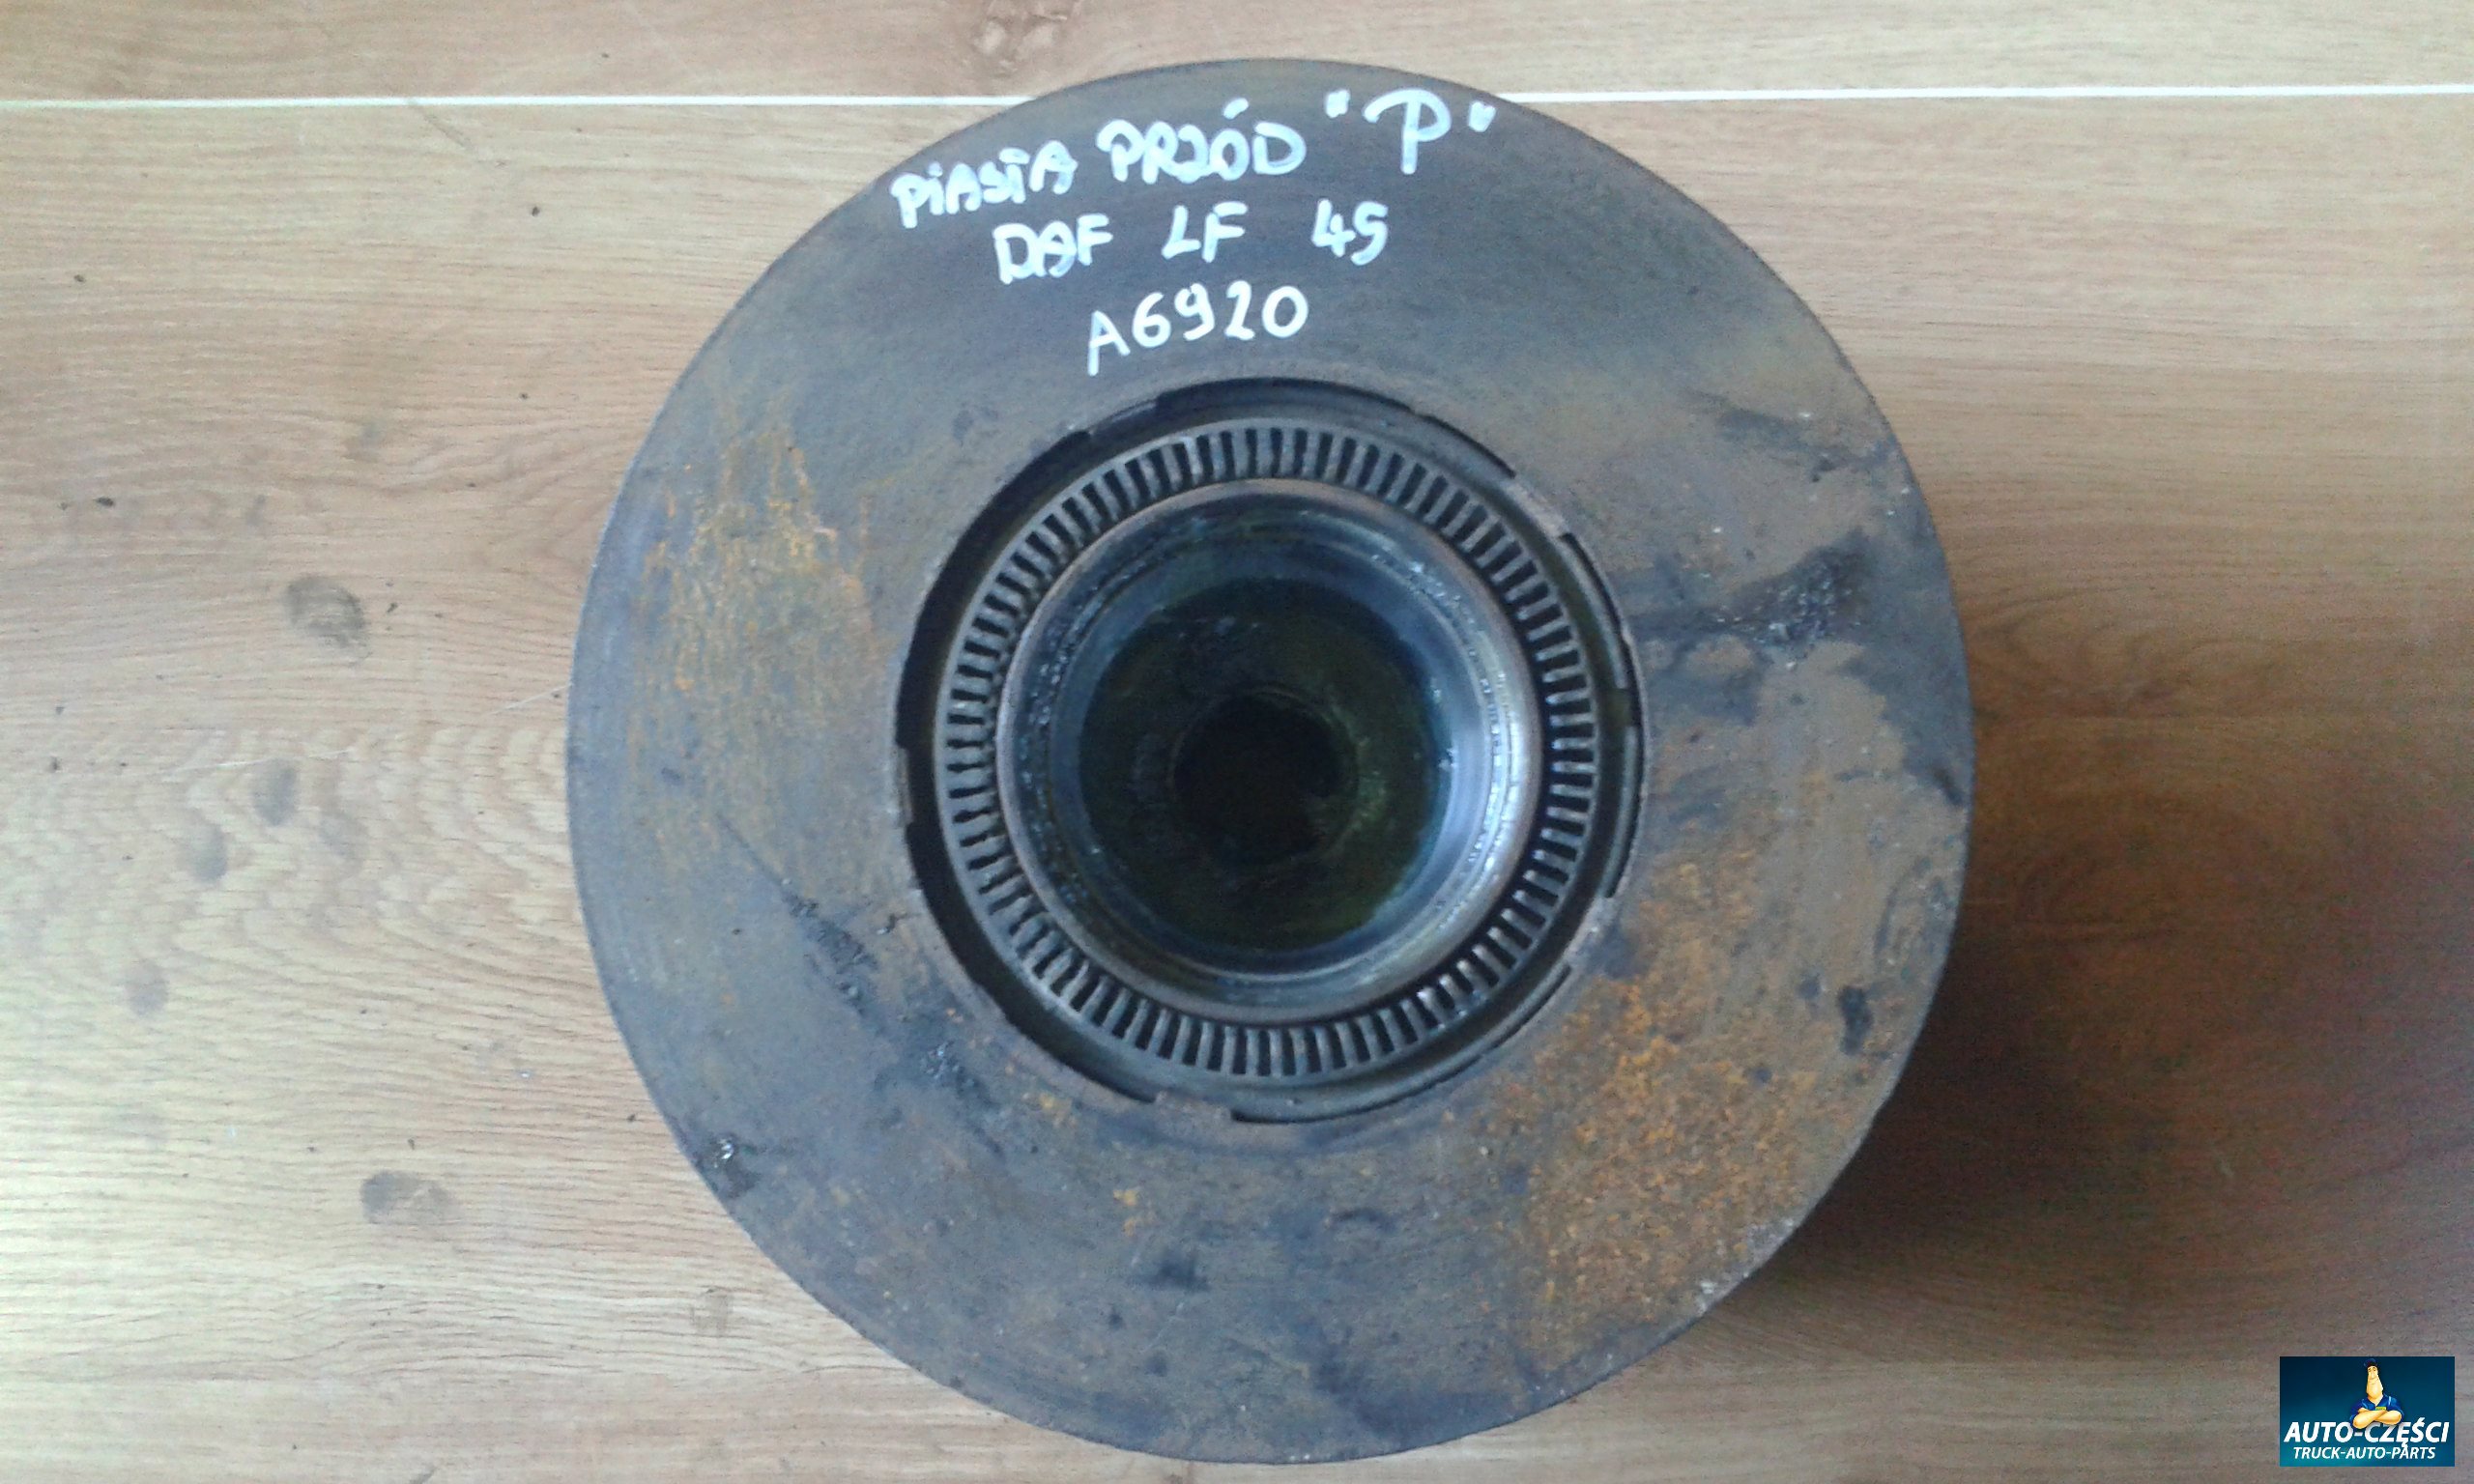 PiASTA PRZÓD "P"
DAF LF 45
A6920
AUTO-CZĘŚCI
TRUCK-AUTO-PARTS